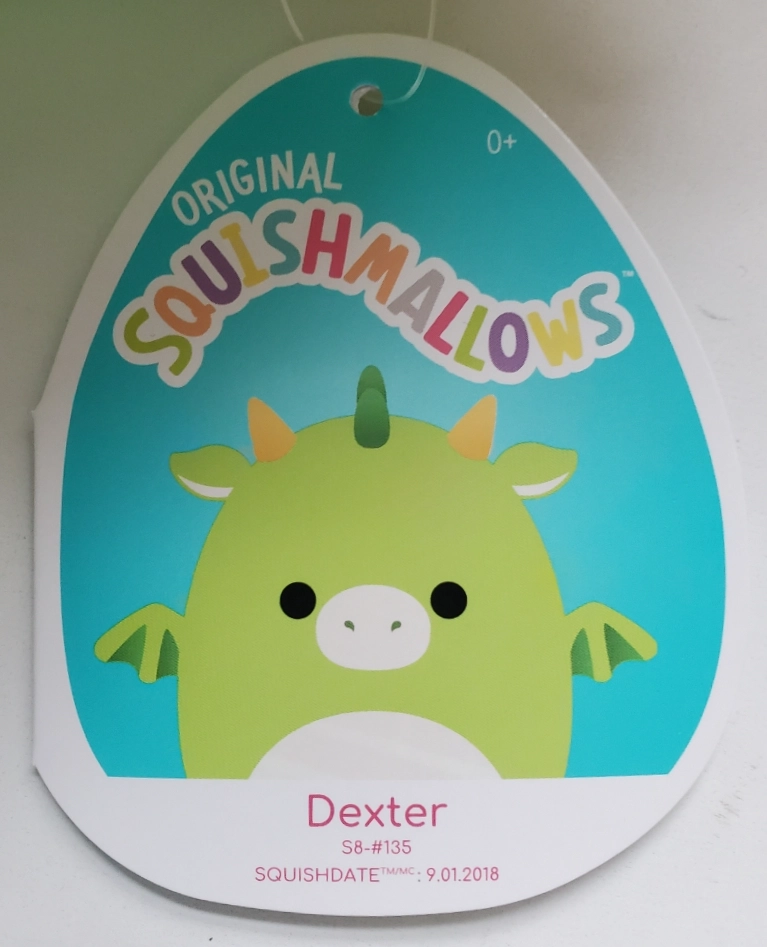 0+
ORIGINAL
SQUISHMALLOWS™
Dexter
S8-#135
SQUISHDATE™/MC: 9.01.2018